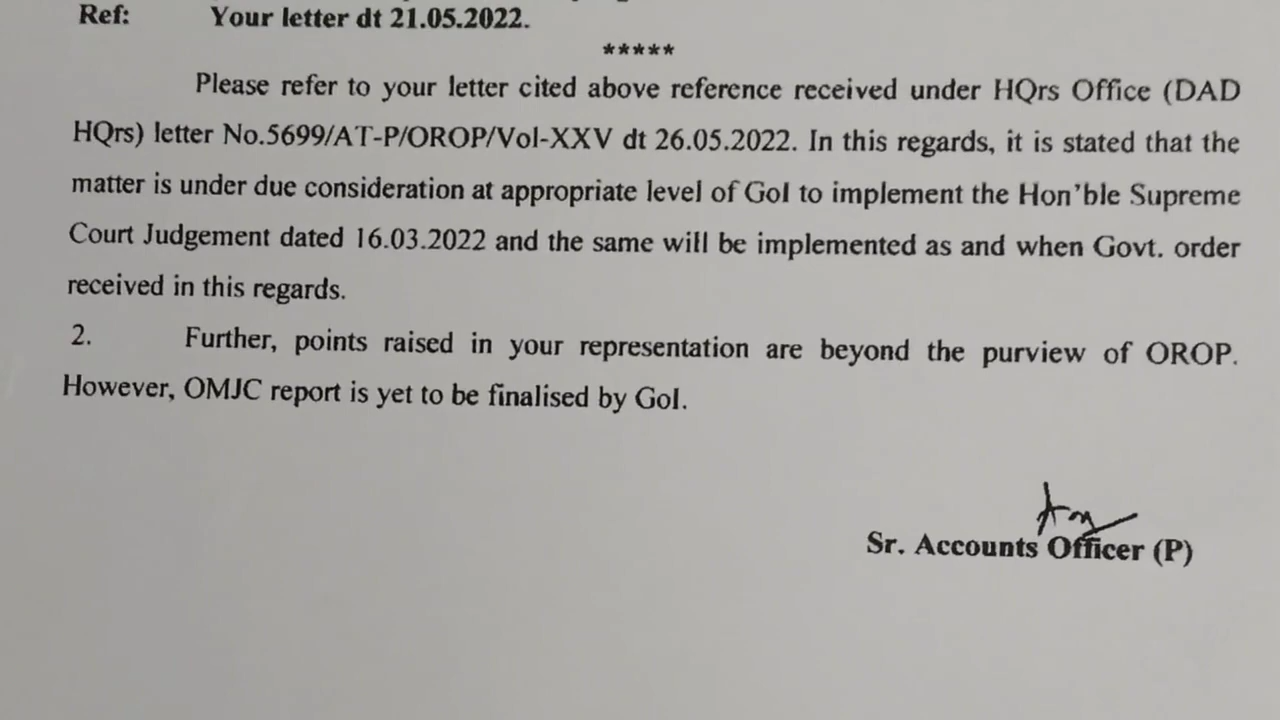 Ref: Your letter dt 21.05.2022.
*****
Please refer to your letter cited above reference received under HQrs Office (DAD
HQrs) letter No.5699/AT-P/OROP/Vol-XXV dt 26.05.2022. In this regards, it is stated that the
matter is under due consideration at appropriate level of GoI to implement the Hon'ble Supreme
Court Judgement dated 16.03.2022 and the same will be implemented as and when Govt. order
received in this regards.
2. Further, points raised in your representation are beyond the purview of OROP.
However, OMJC report is yet to be finalised by GoI.
Sr. Accounts Officer (P)